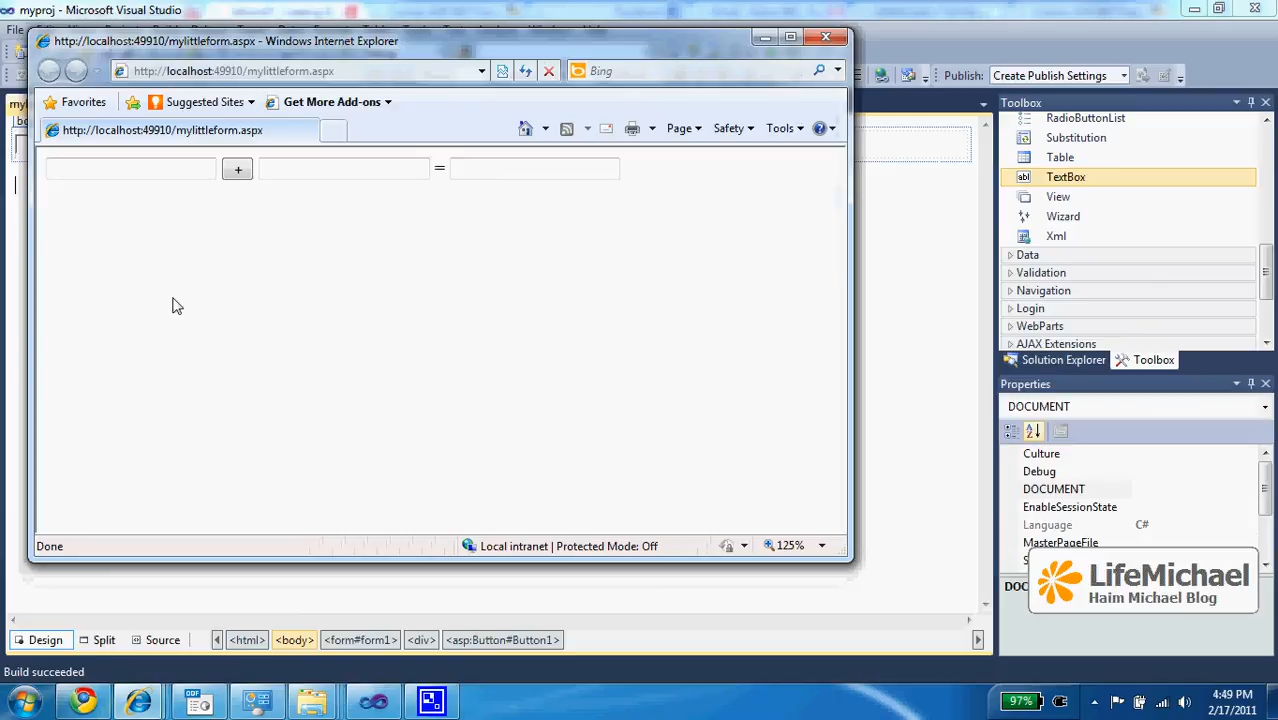 myproj - Microsoft Visual Studio
File
http://localhost:49910/mylittleform.aspx - Windows Internet Explorer
http://localhost:49910/mylittleform.aspx
Bing
Publish: Create Publish Settings
Favorites
Suggested Sites
Get More Add-ons
http://localhost:49910/mylittleform.aspx
Page
Safety
Tools
+
=
Toolbox
RadioButtonList
Substitution
Table
abl TextBox
View
Wizard
Xml
Data
Validation
Navigation
Login
WebParts
AJAX Extensions
Solution Explorer
Toolbox
Properties
DOCUMENT
Culture
Debug
DOCUMENT
EnableSessionState
Language C#
MasterPageFile
DOC
Done
Local intranet | Protected Mode: Off
125%
LifeMichael
Haim Michael Blog
Design
Split
Source
<html>
<body>
<form#form1>
<div>
<asp:Button#Button1>
Build succeeded
97%
4:49 PM
2/17/2011